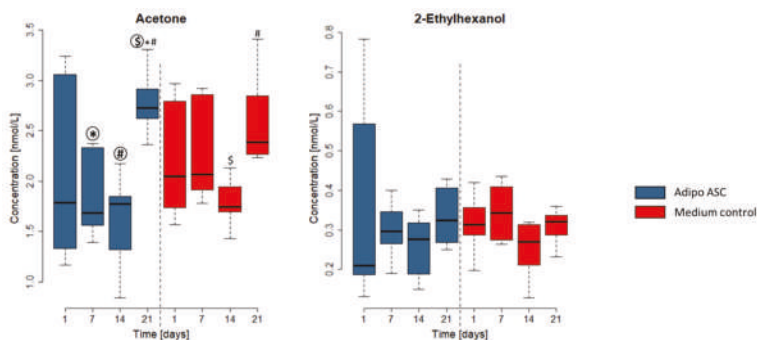 Acetone
Concentration [nmol/L]
3.5
3.0
2.5
2.0
1.5
1.0
*
#
$*#
$
#
1 7 14 21 1 7 14 21
Time [days]
2-Ethylhexanol
Concentration [nmol/L]
0.8
0.7
0.6
0.5
0.4
0.3
0.2
1 7 14 21 1 7 14 21
Time [days]
Adipo ASC
Medium control